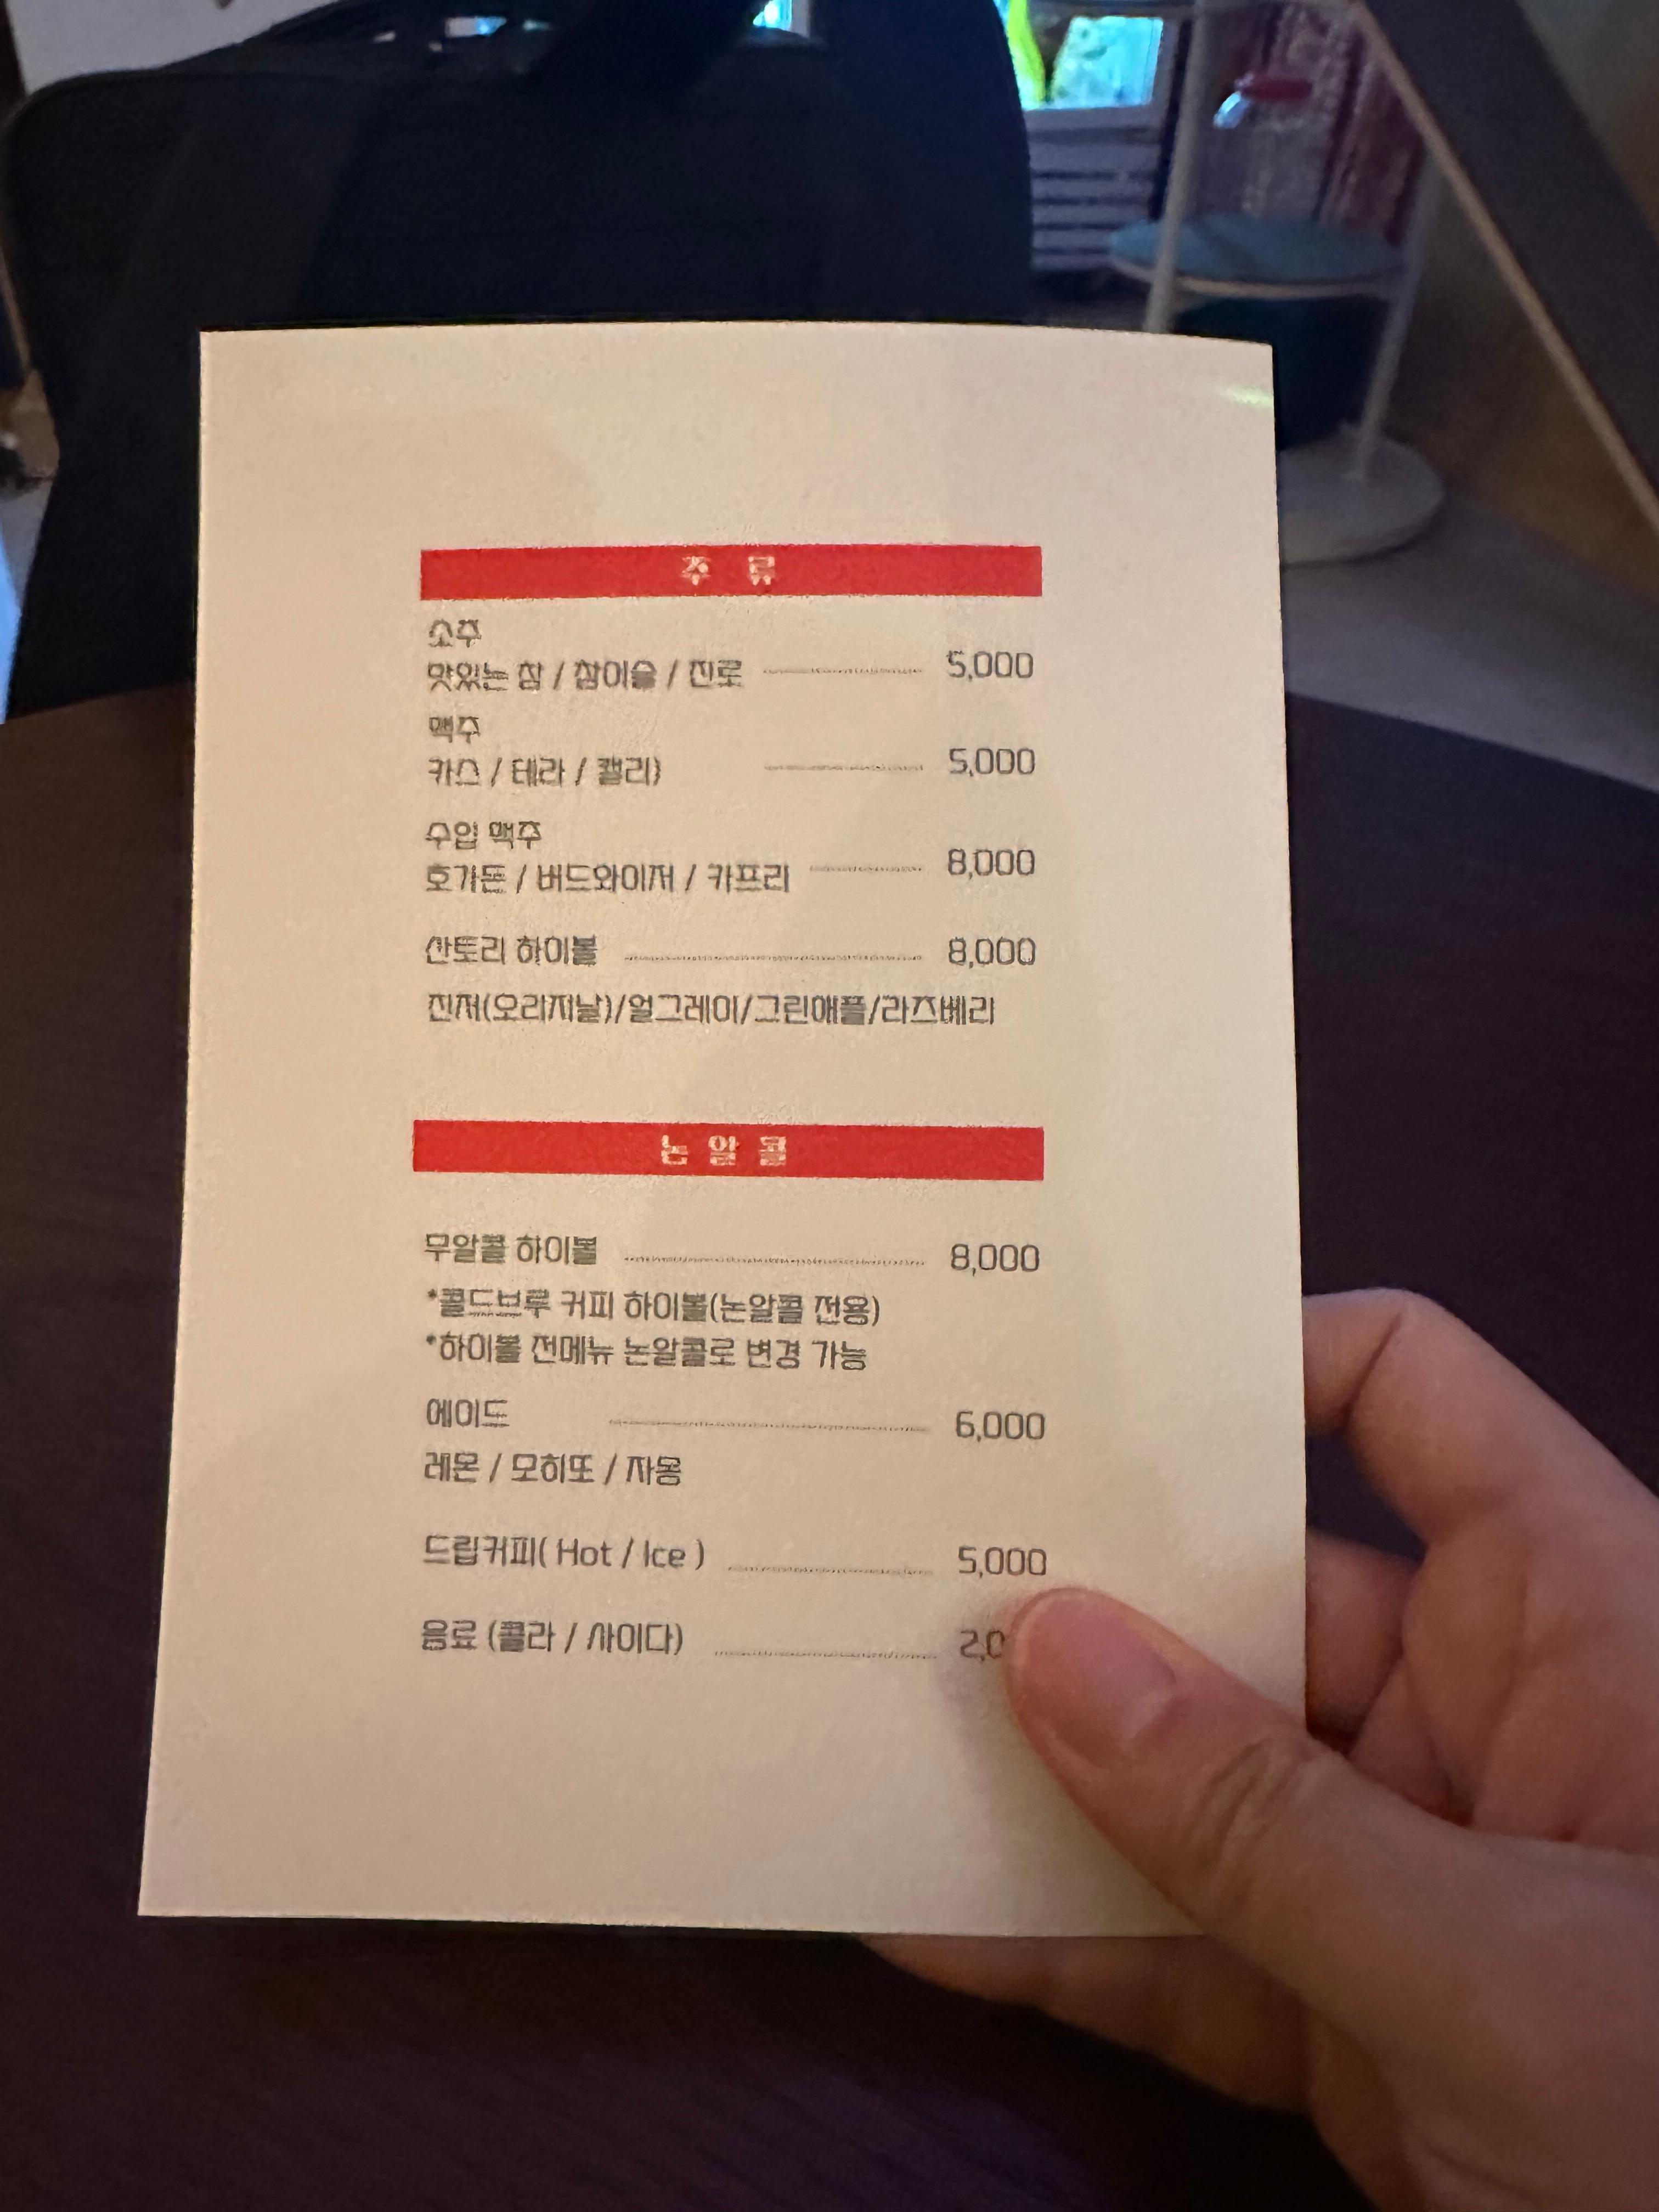 주 류
소주
맛있는 참 / 참이슬 / 진로 5,000
맥주
카스 / 테라 / 캘리) 5,000
수입 맥주
호가든 / 버드와이저 / 카프리 8,000
산토리 하이볼 8,000
진저(오리지날)/얼그레이/그린애플/라즈베리
논 알 콜
무알콜 하이볼 8,000
*콜드브루 커피 하이볼(논알콜 전용)
*하이볼 전메뉴 논알콜로 변경 가능
에이드 6,000
레몬 / 모히또 / 자몽
드립커피( Hot / Ice ) 5,000
음료 (콜라 / 사이다)